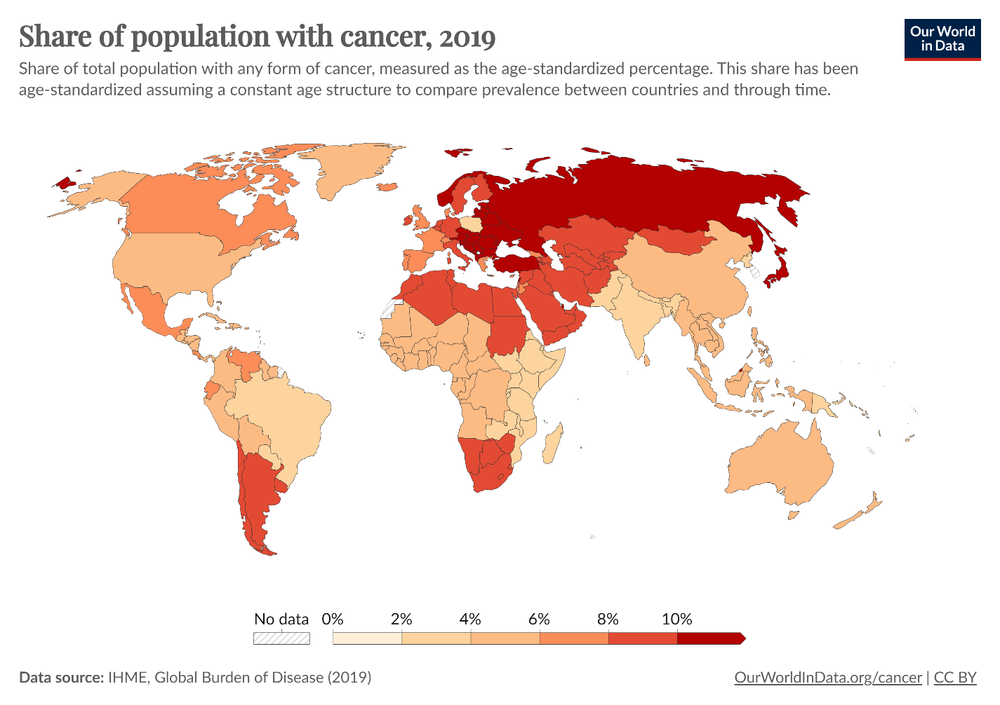 Share of population with cancer, 2019
Our World
in Data
Share of total population with any form of cancer, measured as the age-standardized percentage. This share has been
age-standardized assuming a constant age structure to compare prevalence between countries and through time.
No data 0% 2% 4% 6% 8% 10%
Data source: IHME, Global Burden of Disease (2019)
OurWorldInData.org/cancer | CC BY